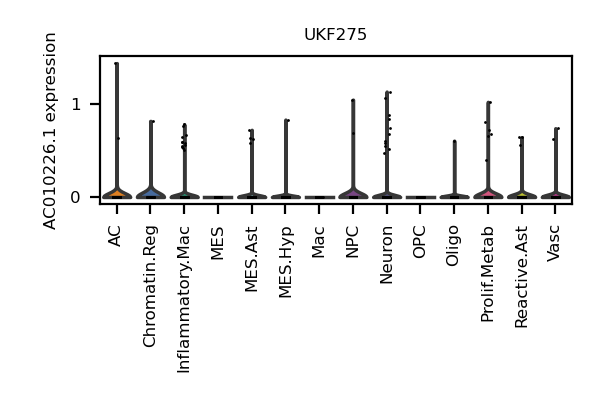 UKF275
AC010226.1 expression
1
0
AC
Chromatin.Reg
Inflammatory.Mac
MES
MES.Ast
MES.Hyp
Mac
NPC
Neuron
OPC
Oligo
Prolif.Metab
Reactive.Ast
Vasc